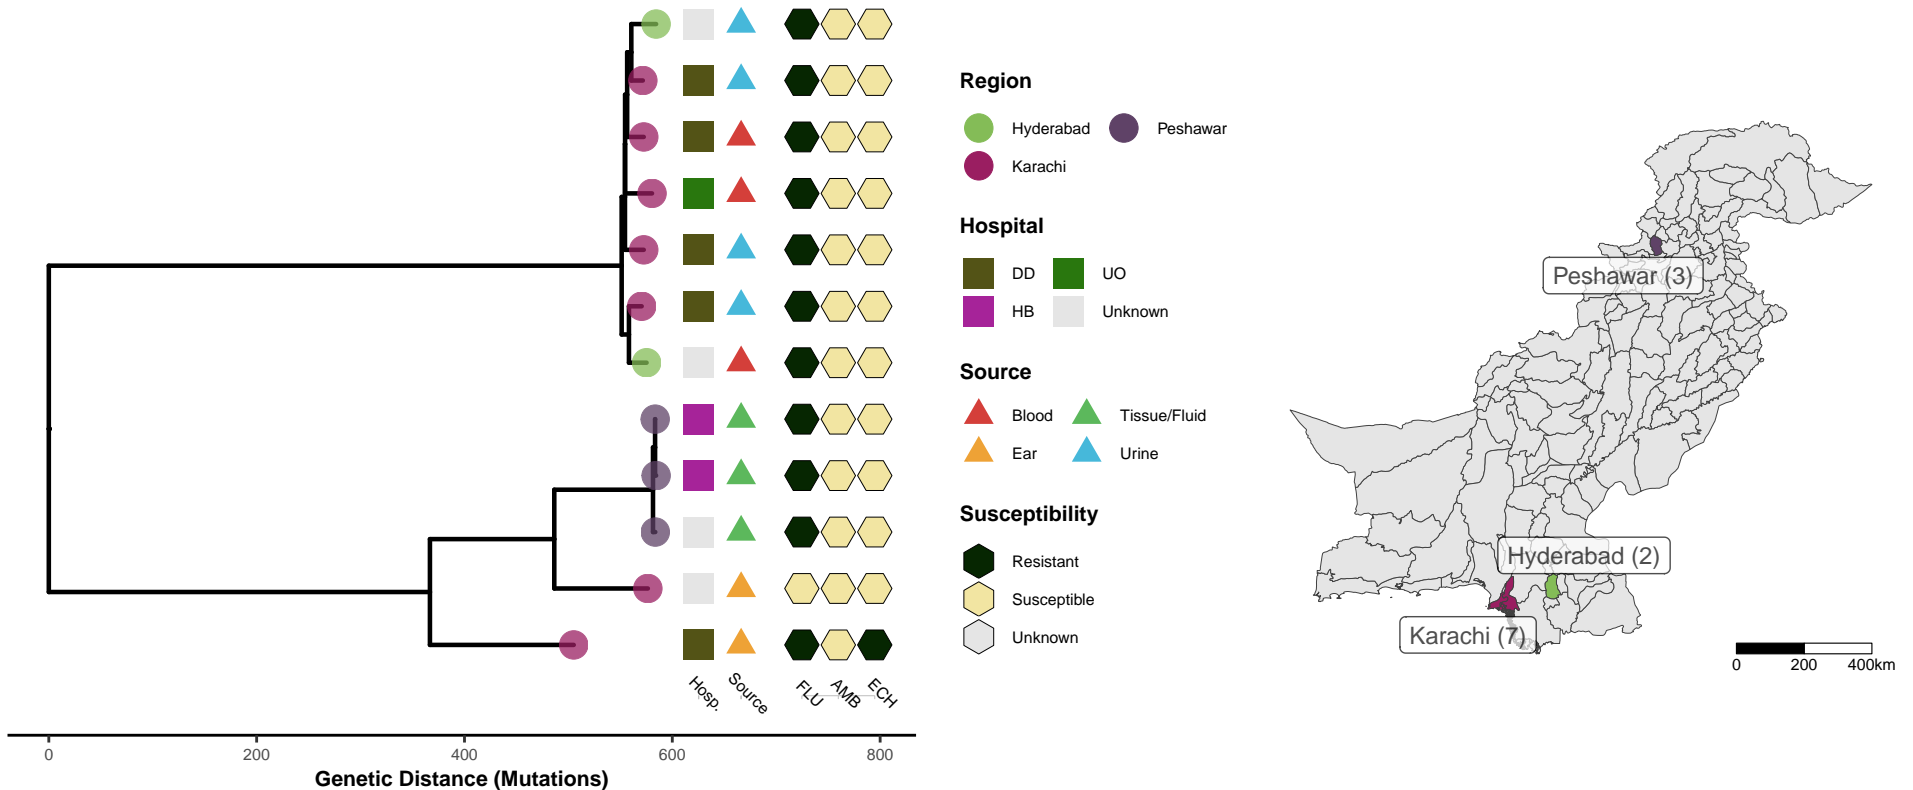 Region
Hyderabad Peshawar
Karachi
Hospital
DD UO
HB Unknown
Source
Blood Tissue/Fluid
Ear Urine
Susceptibility
Resistant
Susceptible
Unknown
Hosp. Source FLU AMB ECH
0 200 400 600 800
Genetic Distance (Mutations)
Peshawar (3)
Hyderabad (2)
Karachi (7)
0 200 400km